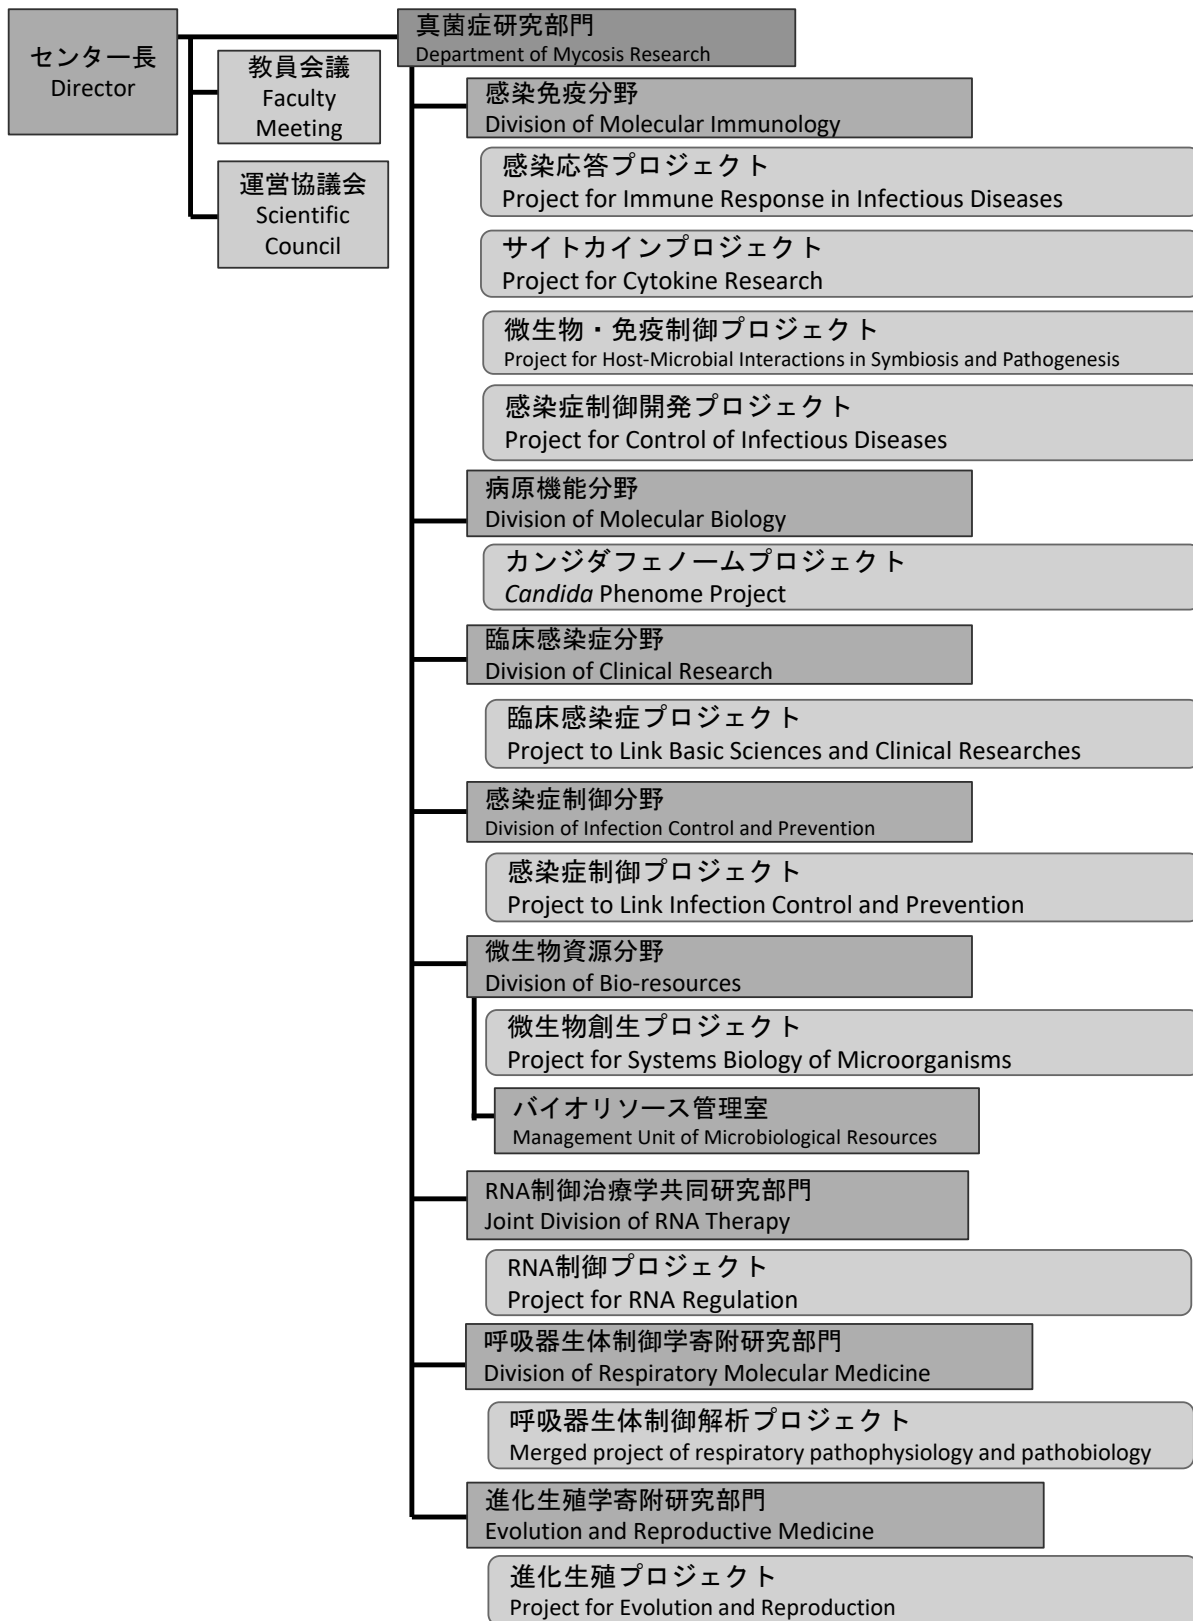 センター長
Director
教員会議
Faculty
Meeting
運営協議会
Scientific
Council
真菌症研究部門
Department of Mycosis Research
感染免疫分野
Division of Molecular Immunology
感染応答プロジェクト
Project for Immune Response in Infectious Diseases
サイトカインプロジェクト
Project for Cytokine Research
微生物・免疫制御プロジェクト
Project for Host-Microbial Interactions in Symbiosis and Pathogenesis
感染症制御開発プロジェクト
Project for Control of Infectious Diseases
病原機能分野
Division of Molecular Biology
カンジダフェノームプロジェクト
Candida Phenome Project
臨床感染症分野
Division of Clinical Research
臨床感染症プロジェクト
Project to Link Basic Sciences and Clinical Researches
感染症制御分野
Division of Infection Control and Prevention
感染症制御プロジェクト
Project to Link Infection Control and Prevention
微生物資源分野
Division of Bio-resources
微生物創生プロジェクト
Project for Systems Biology of Microorganisms
バイオリソース管理室
Management Unit of Microbiological Resources
RNA制御治療学共同研究部門
Joint Division of RNA Therapy
RNA制御プロジェクト
Project for RNA Regulation
呼吸器生体制御学寄附研究部門
Division of Respiratory Molecular Medicine
呼吸器生体制御解析プロジェクト
Merged project of respiratory pathophysiology and pathobiology
進化生殖学寄附研究部門
Evolution and Reproductive Medicine
進化生殖プロジェクト
Project for Evolution and Reproduction